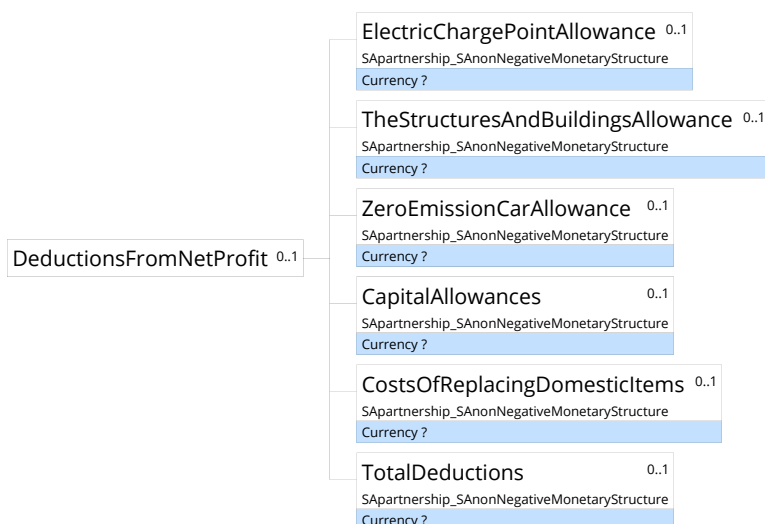 ElectricChargePointAllowance 0..1
SApartnership_SAnonNegativeMonetaryStructure
Currency ?
TheStructuresAndBuildingsAllowance 0..1
SApartnership_SAnonNegativeMonetaryStructure
Currency ?
ZeroEmissionCarAllowance 0..1
SApartnership_SAnonNegativeMonetaryStructure
Currency ?
DeductionsFromNetProfit 0..1
CapitalAllowances 0..1
SApartnership_SAnonNegativeMonetaryStructure
Currency ?
CostsOfReplacingDomesticItems 0..1
SApartnership_SAnonNegativeMonetaryStructure
Currency ?
TotalDeductions 0..1
SApartnership_SAnonNegativeMonetaryStructure
Currency ?